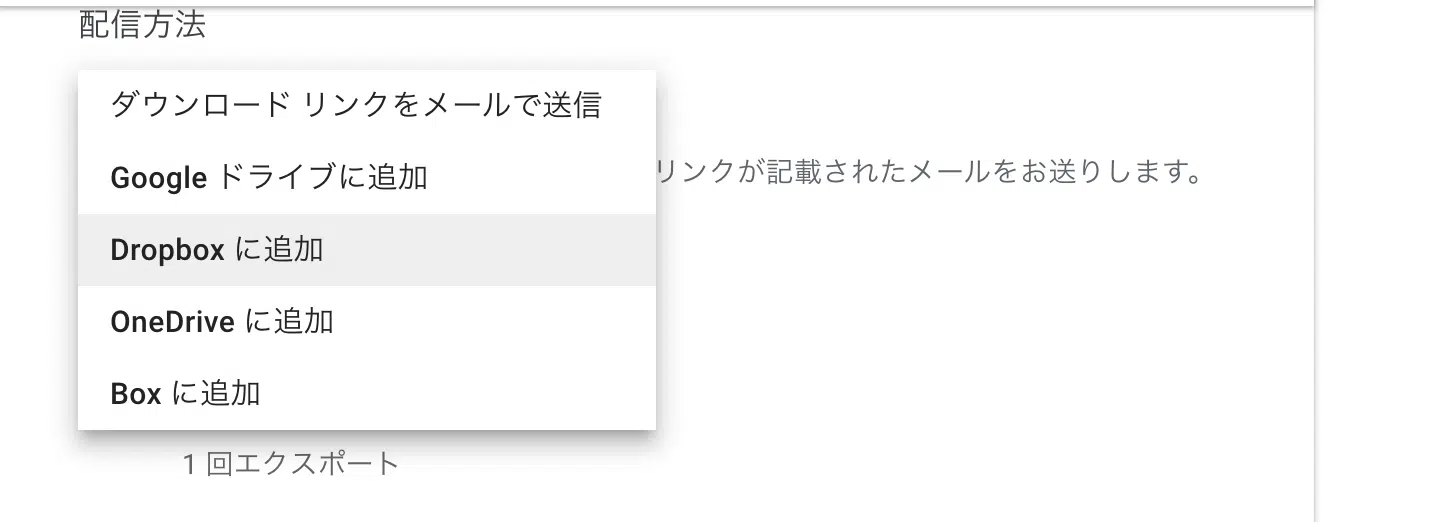 配信方法
ダウンロード リンクをメールで送信
Google ドライブに追加
リンクが記載されたメールをお送りします。
Dropbox に追加
OneDrive に追加
Box に追加
1 回エクスポート